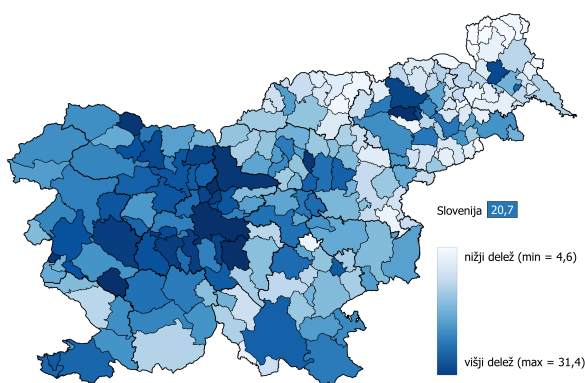 Slovenija 20,7
nižji delež (min = 4,6)
višji delež (max = 31,4)